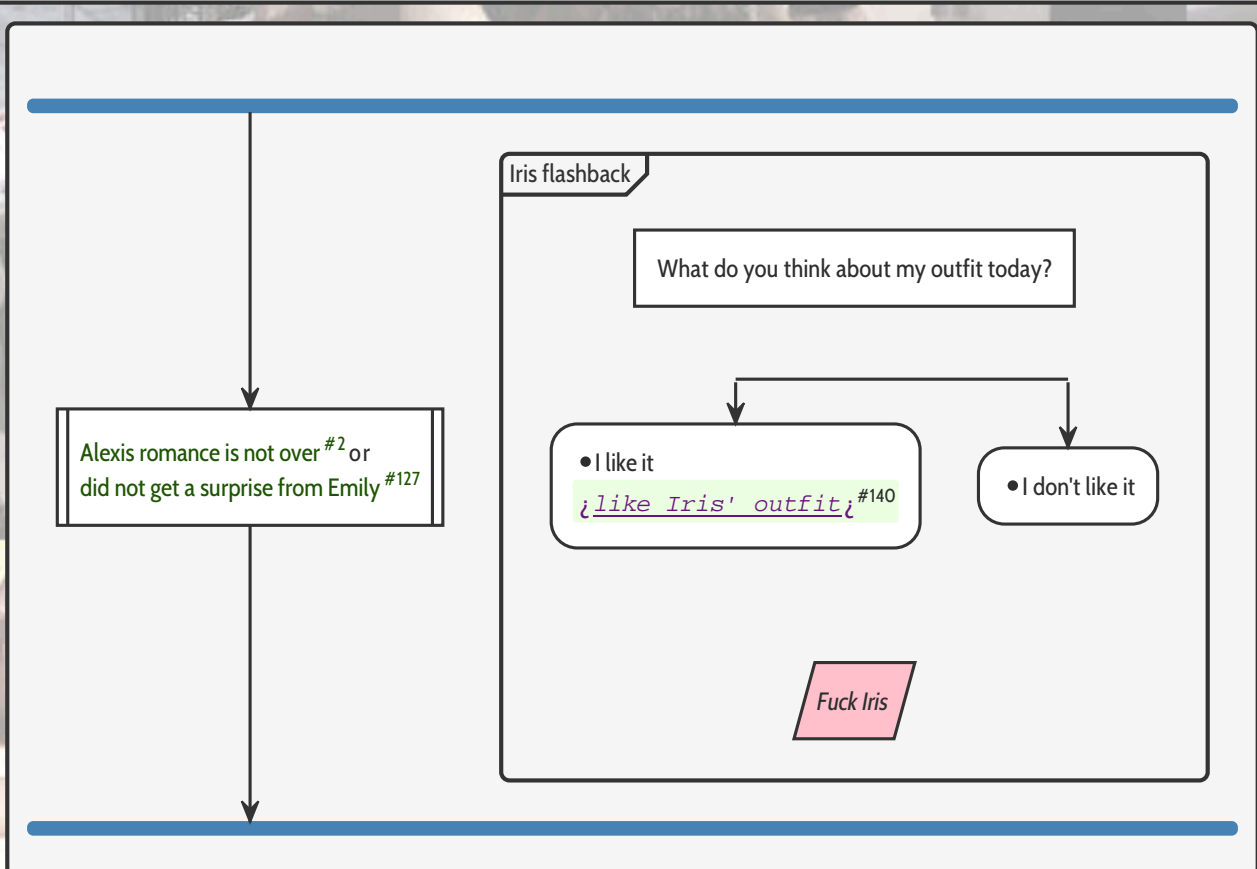 Iris flashback
What do you think about my outfit today?
Alexis romance is not over #2 or
did not get a surprise from Emily #127
•I like it
¿like Iris' outfit¿#140
•I don't like it
Fuck Iris